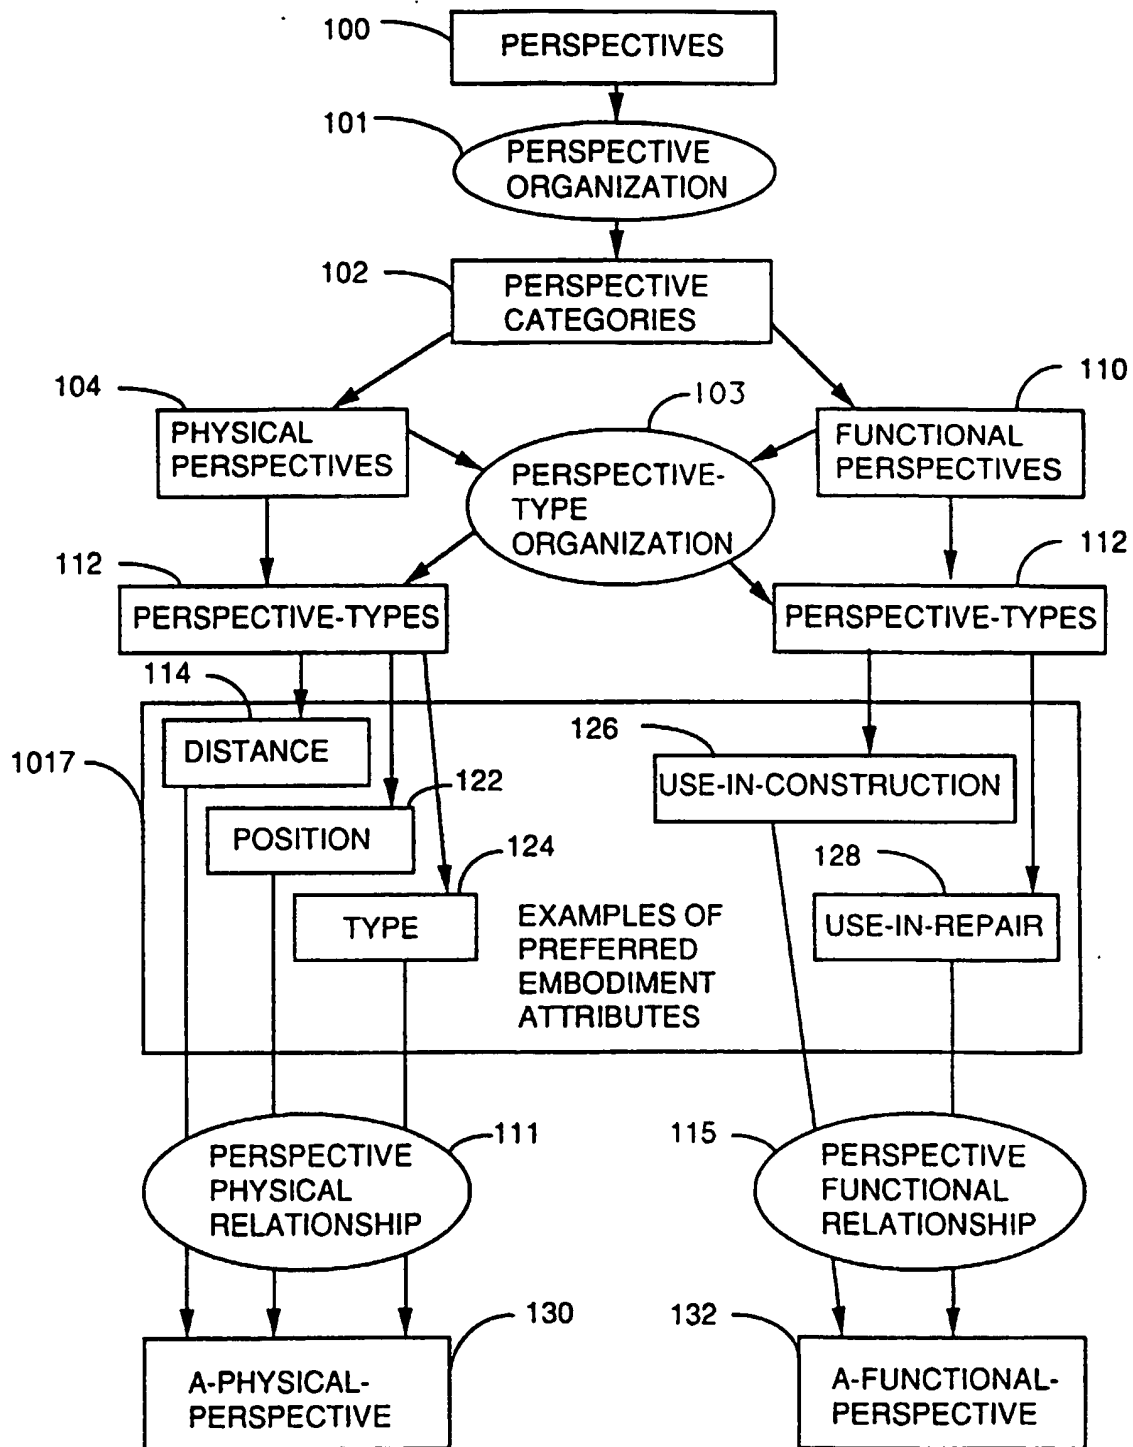 100
PERSPECTIVES
101
PERSPECTIVE
ORGANIZATION
102
PERSPECTIVE
CATEGORIES
104
103
110
PHYSICAL
PERSPECTIVES
PERSPECTIVE-
TYPE
ORGANIZATION
FUNCTIONAL
PERSPECTIVES
112
112
PERSPECTIVE-TYPES
PERSPECTIVE-TYPES
114
DISTANCE
126
1017
USE-IN-CONSTRUCTION
122
POSITION
124
128
TYPE
EXAMPLES OF
PREFERRED
EMBODIMENT
ATTRIBUTES
USE-IN-REPAIR
111
115
PERSPECTIVE
PHYSICAL
RELATIONSHIP
PERSPECTIVE
FUNCTIONAL
RELATIONSHIP
130
132
A-PHYSICAL-
PERSPECTIVE
A-FUNCTIONAL-
PERSPECTIVE